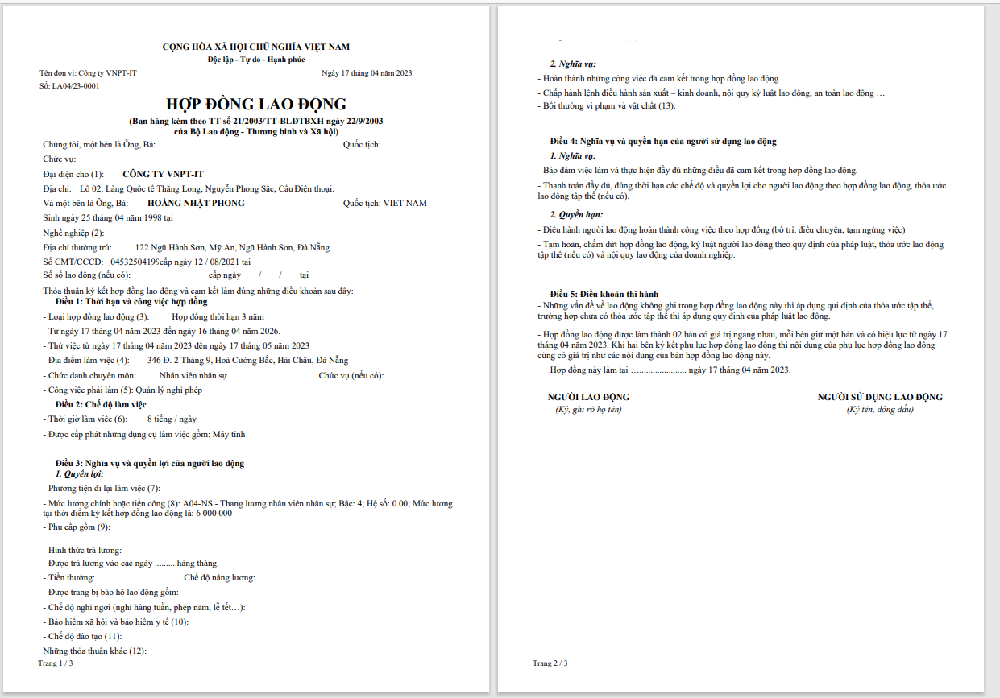 CỘNG HÒA XÃ HỘI CHỦ NGHĨA VIỆT NAM
Độc lập - Tự do - Hạnh phúc
Tên đơn vị: Công ty VNPT-IT Ngày 17 tháng 04 năm 2023
Số: LA04/23-0001
HỢP ĐỒNG LAO ĐỘNG
(Ban hàng kèm theo TT số 21/2003/TT-BLĐTBXH ngày 22/9/2003
của Bộ Lao động - Thương binh và Xã hội)
Chúng tôi, một bên là Ông, Bà: Quốc tịch:
Chức vụ:
Đại diện cho (1): CÔNG TY VNPT-IT
Địa chỉ: Lô 02, Làng Quốc tế Thăng Long, Nguyễn Phong Sắc, Cầu Điện thoại:
Và một bên là Ông, Bà: HOÀNG NHẬT PHONG Quốc tịch: VIET NAM
Sinh ngày 25 tháng 04 năm 1998 tại
Nghề nghiệp (2):
Địa chỉ thường trú: 122 Ngũ Hành Sơn, Mỹ An, Ngũ Hành Sơn, Đà Nẵng
Số CMT/CCCD: 0453250419 cấp ngày 12 / 08/2021 tại
Số sổ lao động (nếu có): cấp ngày / / tại
Thỏa thuận ký kết hợp đồng lao động và cam kết làm đúng những điều khoản sau đây:
Điều 1: Thời hạn và công việc hợp đồng
- Loại hợp đồng lao động (3): Hợp đồng thời hạn 3 năm
- Từ ngày 17 tháng 04 năm 2023 đến ngày 16 tháng 04 năm 2026.
- Thử việc từ ngày 17 tháng 04 năm 2023 đến ngày 17 tháng 05 năm 2023
- Địa điểm làm việc (4): 346 Đ. 2 Tháng 9, Hoà Cường Bắc, Hải Châu, Đà Nẵng
- Chức danh chuyên môn: Nhân viên nhân sự Chức vụ (nếu có):
- Công việc phải làm (5): Quản lý nghỉ phép
Điều 2: Chế độ làm việc
- Thời giờ làm việc (6): 8 tiếng / ngày
- Được cấp phát những dụng cụ làm việc gồm: Máy tính
Điều 3: Nghĩa vụ và quyền lợi của người lao động
1. Quyền lợi:
- Phương tiện đi lại làm việc (7):
- Mức lương chính hoặc tiền công (8): A04-NS - Thang lương nhân viên nhân sự; Bậc: 4; Hệ số: 0 00; Mức lương
tại thời điểm ký kết hợp đồng lao động là: 6 000 000
- Phụ cấp gồm (9):
- Hình thức trả lương:
- Được trả lương vào các ngày ......... hàng tháng.
- Tiền thưởng: Chế độ nâng lương:
- Được trang bị bảo hộ lao động gồm:
- Chế độ nghỉ ngơi (nghỉ hàng tuần, phép năm, lễ tết…):
- Bảo hiểm xã hội và bảo hiểm y tế (10):
- Chế độ đào tạo (11):
Những thỏa thuận khác (12):
Trang 1 / 3
2. Nghĩa vụ:
- Hoàn thành những công việc đã cam kết trong hợp đồng lao động.
- Chấp hành lệnh điều hành sản xuất – kinh doanh, nội quy kỷ luật lao động, an toàn lao động …
- Bồi thường vi phạm và vật chất (13):
Điều 4: Nghĩa vụ và quyền hạn của người sử dụng lao động
1. Nghĩa vụ:
- Bảo đảm việc làm và thực hiện đầy đủ những điều đã cam kết trong hợp đồng lao động.
- Thanh toán đầy đủ, đúng thời hạn các chế độ và quyền lợi cho người lao động theo hợp đồng lao động, thỏa ước
lao động tập thể (nếu có).
2. Quyền hạn:
- Điều hành người lao động hoàn thành công việc theo hợp đồng (bố trí, điều chuyển, tạm ngừng việc)
- Tạm hoãn, chấm dứt hợp đồng lao động, kỷ luật người lao động theo quy định của pháp luật, thỏa ước lao động
tập thể (nếu có) và nội quy lao động của doanh nghiệp.
Điều 5: Điều khoản thi hành
- Những vấn đề về lao động không ghi trong hợp đồng lao động này thì áp dụng qui định của thỏa ước tập thể,
trường hợp chưa có thỏa ước tập thể thì áp dụng quy định của pháp luật lao động.
- Hợp đồng lao động được làm thành 02 bản có giá trị ngang nhau, mỗi bên giữ một bản và có hiệu lực từ ngày 17
tháng 04 năm 2023. Khi hai bên ký kết phụ lục hợp đồng lao động thì nội dung của phụ lục hợp đồng lao động
cũng có giá trị như các nội dung của bản hợp đồng lao động này.
Hợp đồng này làm tại …...................... ngày 17 tháng 04 năm 2023.
NGƯỜI LAO ĐỘNG NGƯỜI SỬ DỤNG LAO ĐỘNG
(Ký, ghi rõ họ tên) (Ký tên, đóng dấu)
Trang 2 / 3